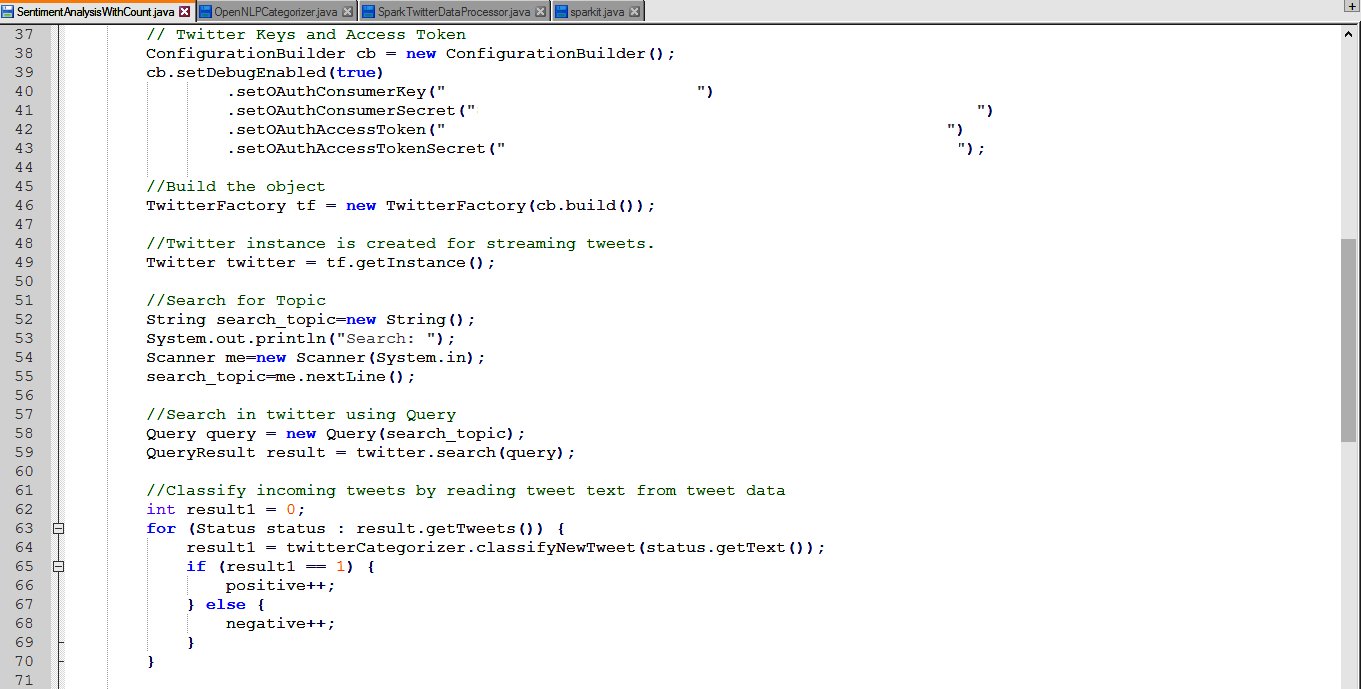 SentimentAnalysisWithCount.java OpenNLPCategorizer.java SparkTwitterDataProcessor.java sparkit.java
37 // Twitter Keys and Access Token
38 ConfigurationBuilder cb = new ConfigurationBuilder();
39 cb.setDebugEnabled(true)
40 .setOAuthConsumerKey(" ")
41 .setOAuthConsumerSecret(" ")
42 .setOAuthAccessToken(" ")
43 .setOAuthAccessTokenSecret(" ");
44
45 //Build the object
46 TwitterFactory tf = new TwitterFactory(cb.build());
47
48 //Twitter instance is created for streaming tweets.
49 Twitter twitter = tf.getInstance();
50
51 //Search for Topic
52 String search_topic=new String();
53 System.out.println("Search: ");
54 Scanner me=new Scanner(System.in);
55 search_topic=me.nextLine();
56
57 //Search in twitter using Query
58 Query query = new Query(search_topic);
59 QueryResult result = twitter.search(query);
60
61 //Classify incoming tweets by reading tweet text from tweet data
62 int result1 = 0;
63 for (Status status : result.getTweets()) {
64 result1 = twitterCategorizer.classifyNewTweet(status.getText());
65 if (result1 == 1) {
66 positive++;
67 } else {
68 negative++;
69 }
70 }
71